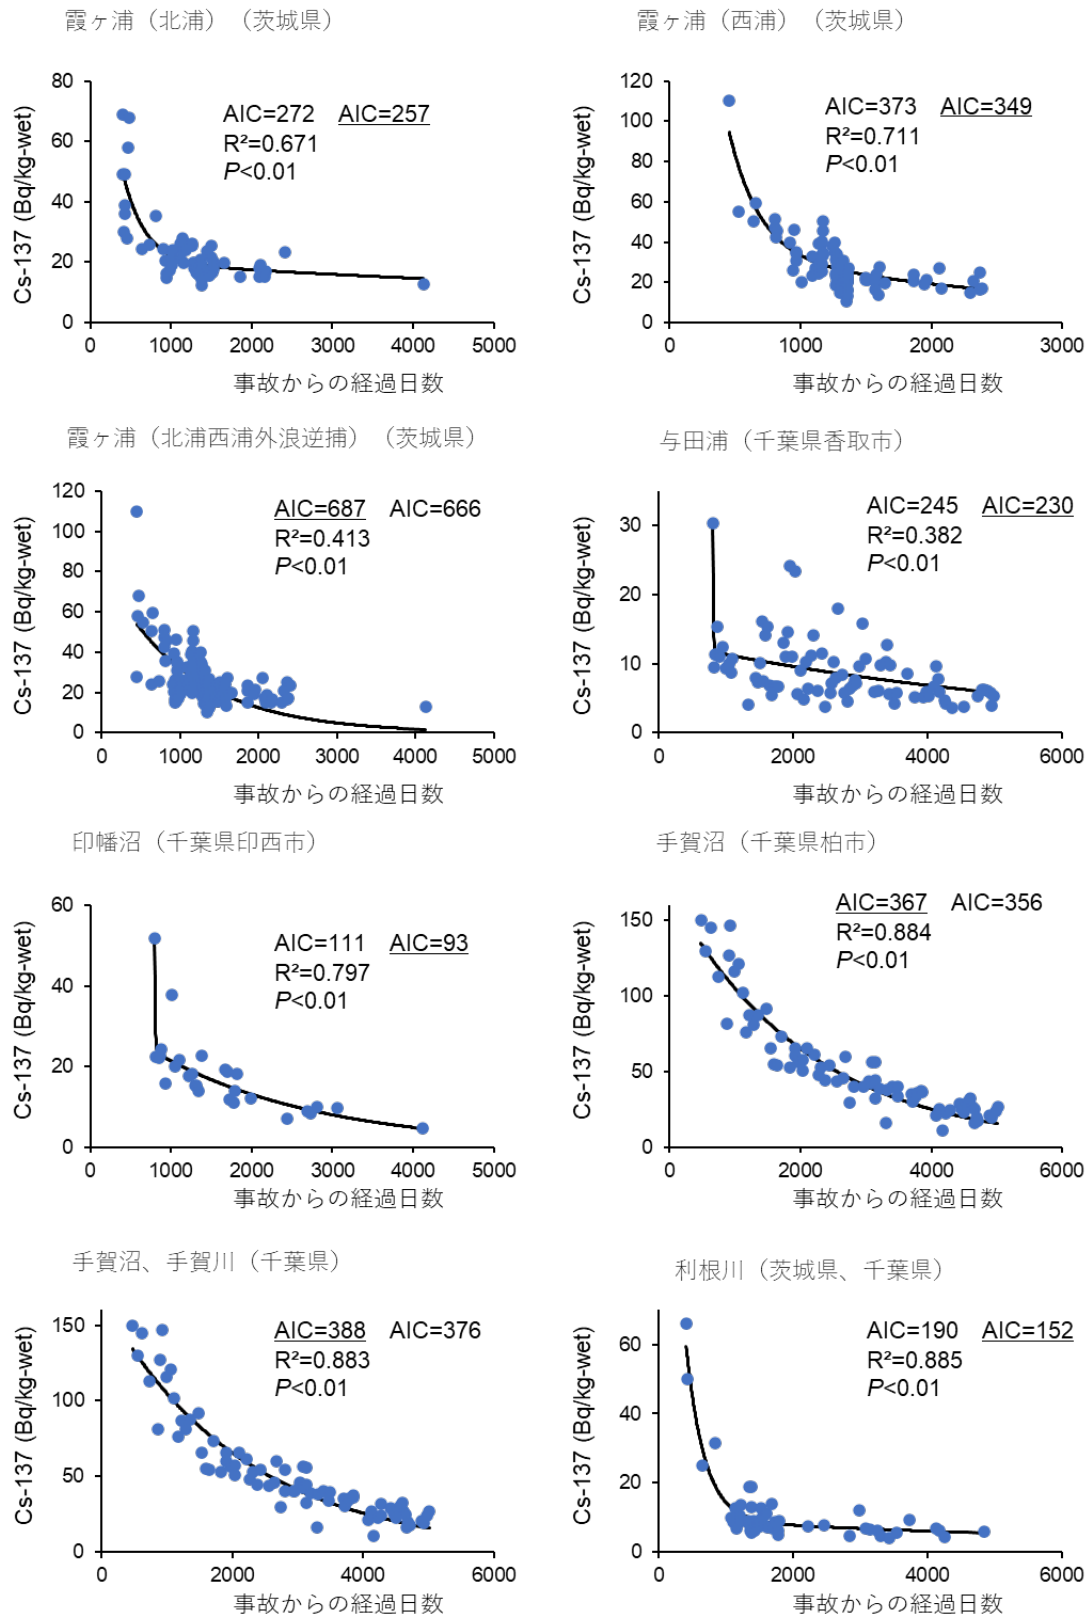 霞ヶ浦（北浦）（茨城県）
Cs-137 (Bq/kg-wet)
80
60
40
20
0
AIC=272 AIC=257
R²=0.671
P<0.01
0 1000 2000 3000 4000 5000
事故からの経過日数
霞ヶ浦（西浦）（茨城県）
Cs-137 (Bq/kg-wet)
120
100
80
60
40
20
0
AIC=373 AIC=349
R²=0.711
P<0.01
0 1000 2000 3000
事故からの経過日数
霞ヶ浦（北浦西浦外浪逆捕）（茨城県）
Cs-137 (Bq/kg-wet)
120
100
80
60
40
20
0
AIC=687 AIC=666
R²=0.413
P<0.01
0 1000 2000 3000 4000 5000
事故からの経過日数
与田浦（千葉県香取市）
Cs-137 (Bq/kg-wet)
30
20
10
0
AIC=245 AIC=230
R²=0.382
P<0.01
0 2000 4000 6000
事故からの経過日数
印幡沼（千葉県印西市）
Cs-137 (Bq/kg-wet)
60
40
20
0
AIC=111 AIC=93
R²=0.797
P<0.01
0 1000 2000 3000 4000 5000
事故からの経過日数
手賀沼（千葉県柏市）
Cs-137 (Bq/kg-wet)
150
100
50
0
AIC=367 AIC=356
R²=0.884
P<0.01
0 2000 4000 6000
事故からの経過日数
手賀沼、手賀川（千葉県）
Cs-137 (Bq/kg-wet)
150
100
50
0
AIC=388 AIC=376
R²=0.883
P<0.01
0 2000 4000 6000
事故からの経過日数
利根川（茨城県、千葉県）
Cs-137 (Bq/kg-wet)
60
40
20
0
AIC=190 AIC=152
R²=0.885
P<0.01
0 2000 4000 6000
事故からの経過日数